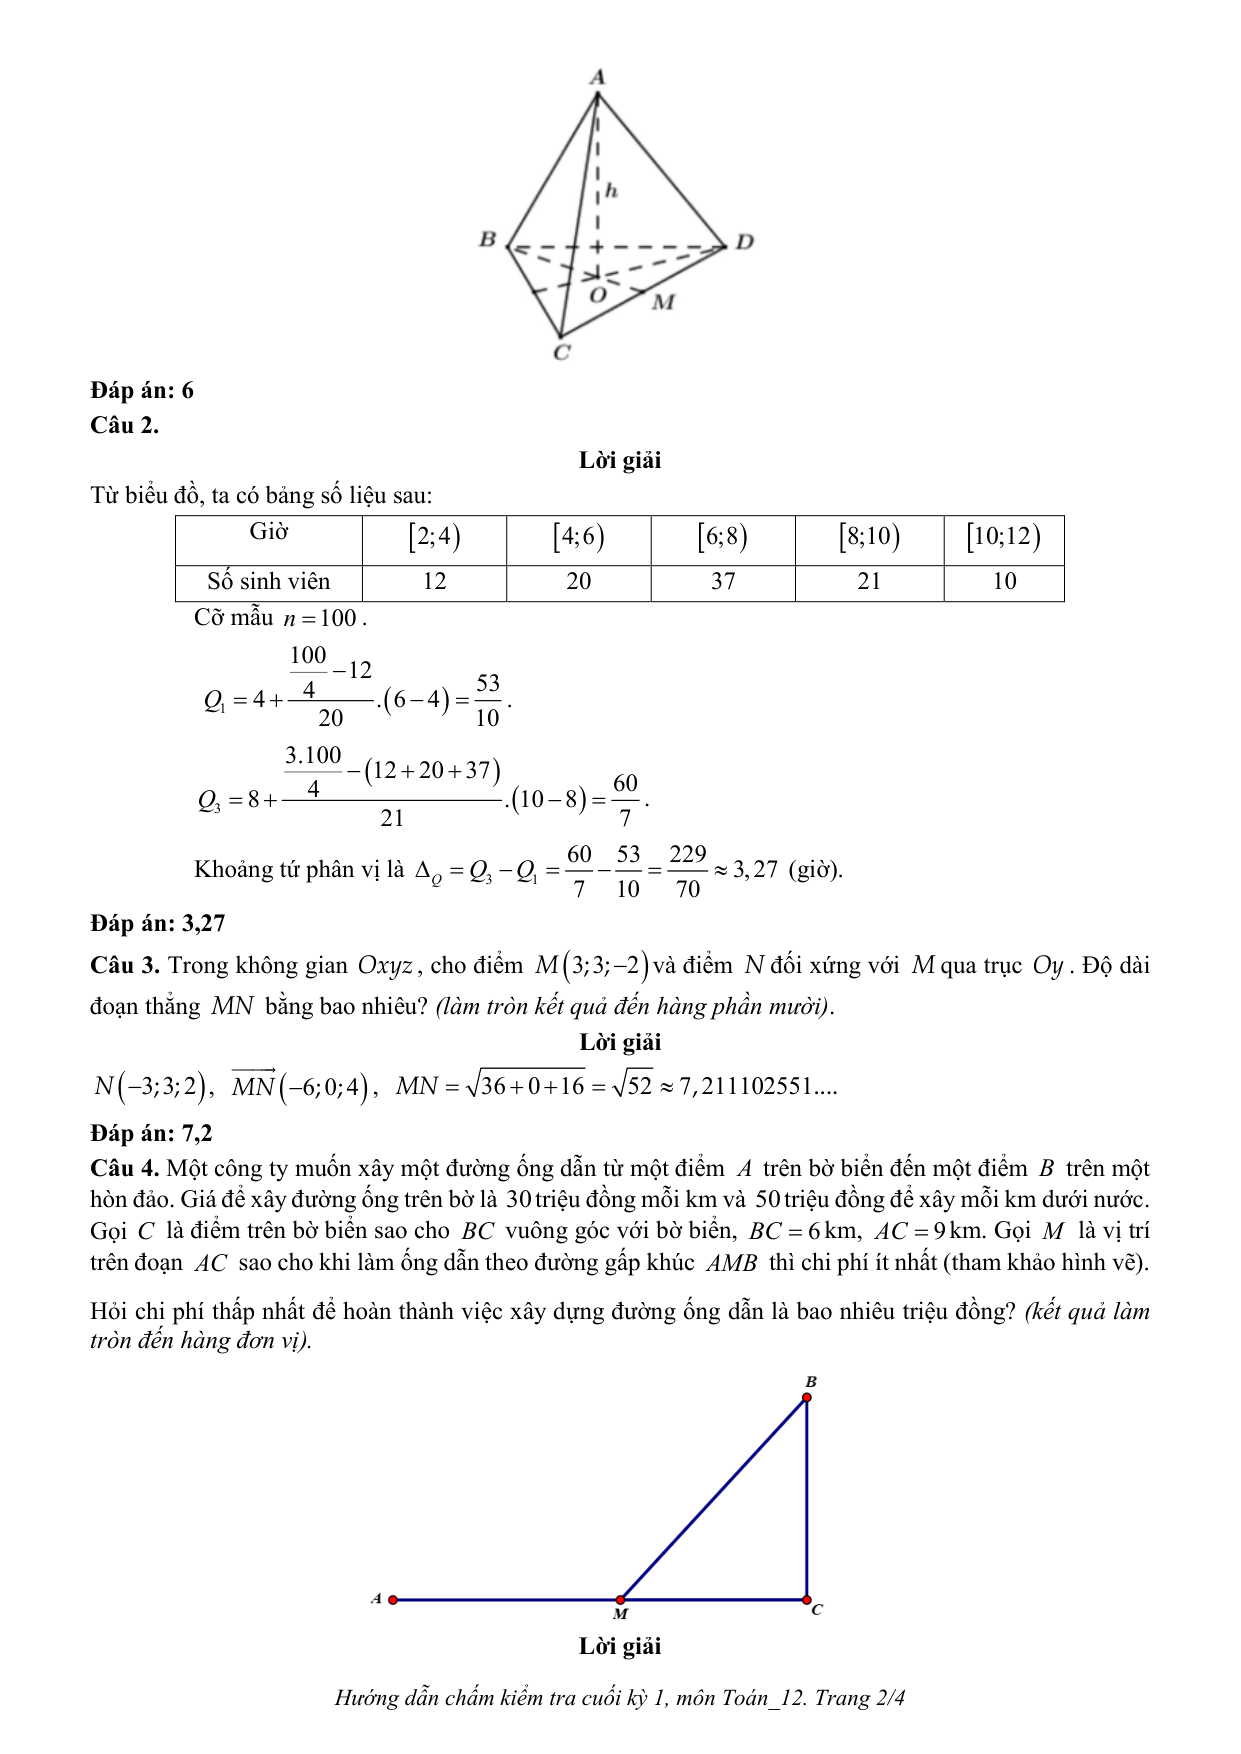 A
h
B
D
O
M
C
Đáp án: 6
Câu 2.
Lời giải
Từ biểu đồ, ta có bảng số liệu sau:
Giờ [2;4) [4;6) [6;8) [8;10) [10;12)
Số sinh viên 12 20 37 21 10
Cỡ mẫu n = 100 .
Q₁ = 4 + (100/4 − 12)/20 .(6 − 4) = 53/10 .
Q₃ = 8 + (3.100/4 − (12 + 20 + 37))/21 .(10 − 8) = 60/7 .
Khoảng tứ phân vị là Δ_Q = Q₃ − Q₁ = 60/7 − 53/10 = 229/70 ≈ 3,27 (giờ).
Đáp án: 3,27
Câu 3. Trong không gian Oxyz , cho điểm M(3;3;−2) và điểm N đối xứng với M qua trục Oy . Độ dài
đoạn thẳng MN bằng bao nhiêu? (làm tròn kết quả đến hàng phần mười).
Lời giải
N(−3;3;2), MN⃗(−6;0;4), MN = √(36+0+16) = √52 ≈ 7,211102551....
Đáp án: 7,2
Câu 4. Một công ty muốn xây một đường ống dẫn từ một điểm A trên bờ biển đến một điểm B trên một
hòn đảo. Giá để xây đường ống trên bờ là 30 triệu đồng mỗi km và 50 triệu đồng để xây mỗi km dưới nước.
Gọi C là điểm trên bờ biển sao cho BC vuông góc với bờ biển, BC = 6 km, AC = 9 km. Gọi M là vị trí
trên đoạn AC sao cho khi làm ống dẫn theo đường gấp khúc AMB thì chi phí ít nhất (tham khảo hình vẽ).
Hỏi chi phí thấp nhất để hoàn thành việc xây dựng đường ống dẫn là bao nhiêu triệu đồng? (kết quả làm
tròn đến hàng đơn vị).
B
A
M
C
Lời giải
Hướng dẫn chấm kiểm tra cuối kỳ 1, môn Toán_12. Trang 2/4